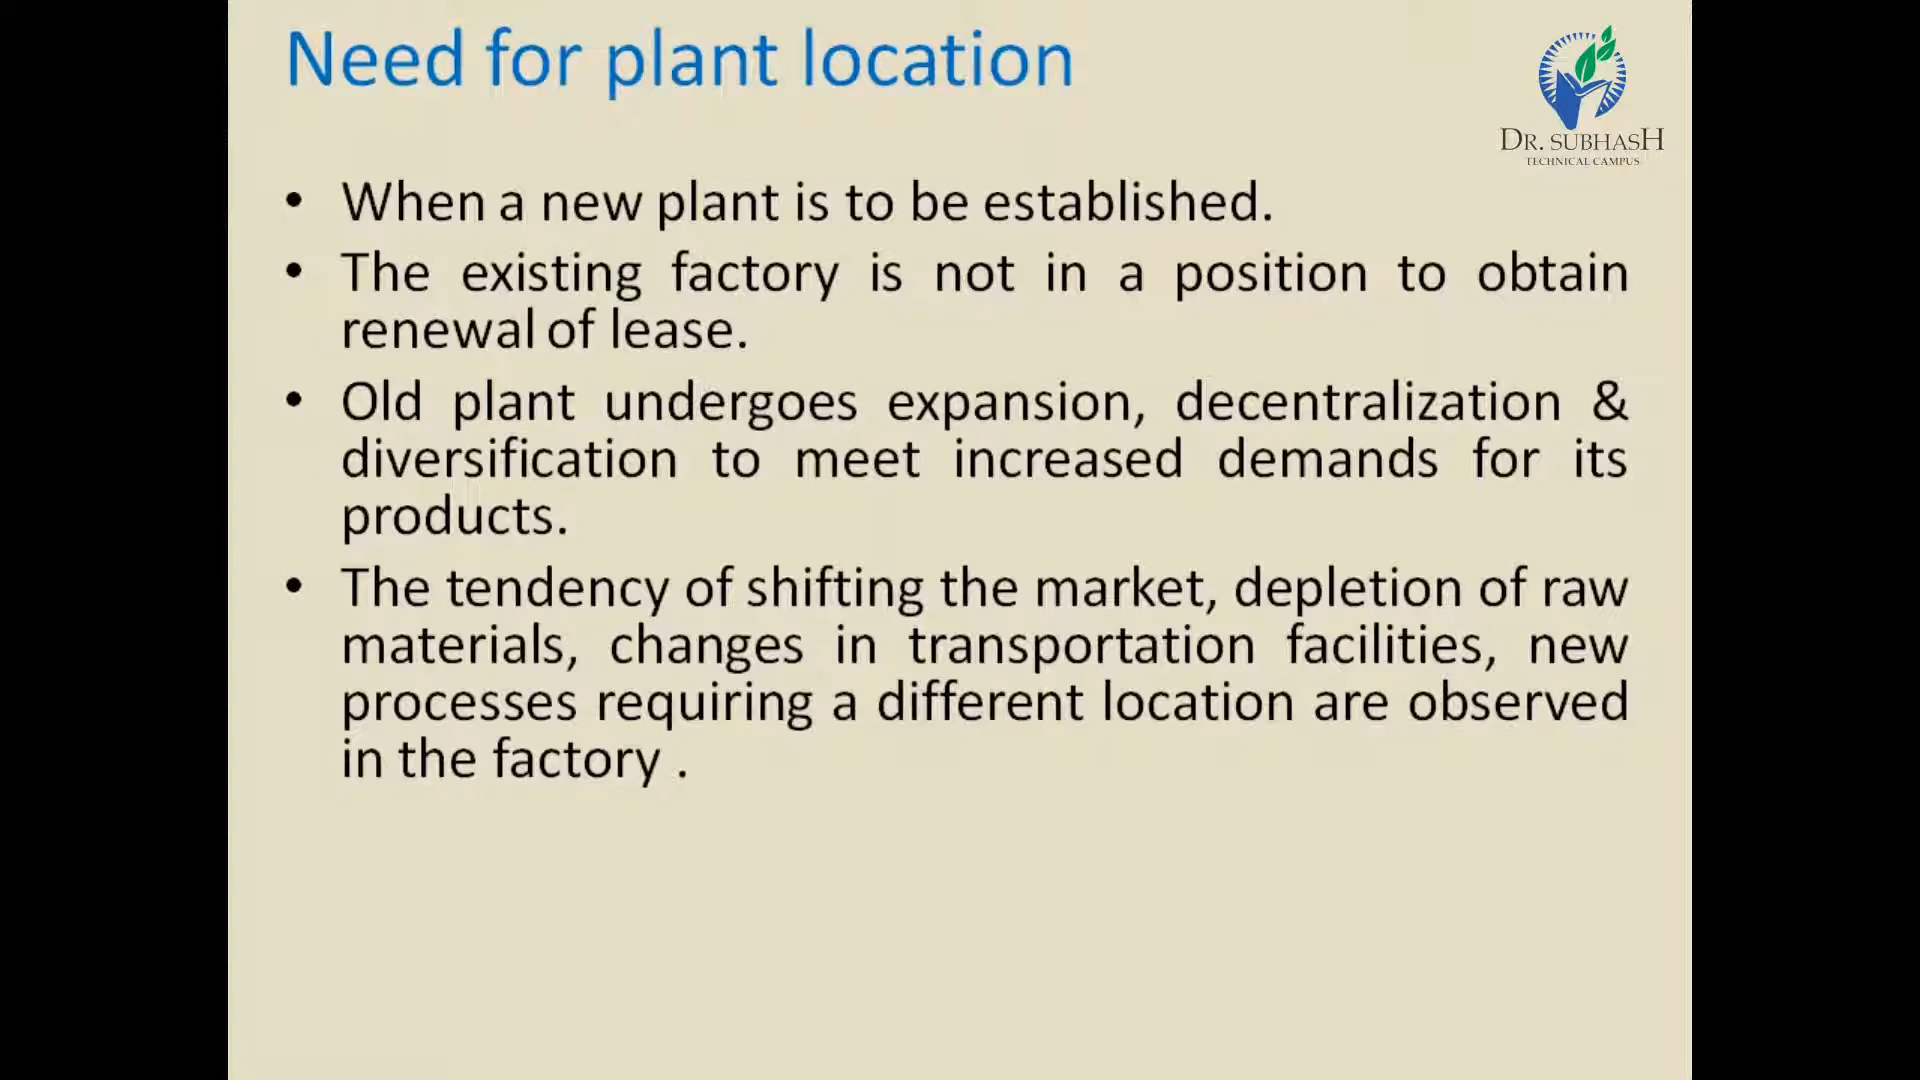 Need for plant location
DR. SUBHASH
TECHNICAL CAMPUS
• When a new plant is to be established.
• The existing factory is not in a position to obtain
renewal of lease.
• Old plant undergoes expansion, decentralization &
diversification to meet increased demands for its
products.
• The tendency of shifting the market, depletion of raw
materials, changes in transportation facilities, new
processes requiring a different location are observed
in the factory .